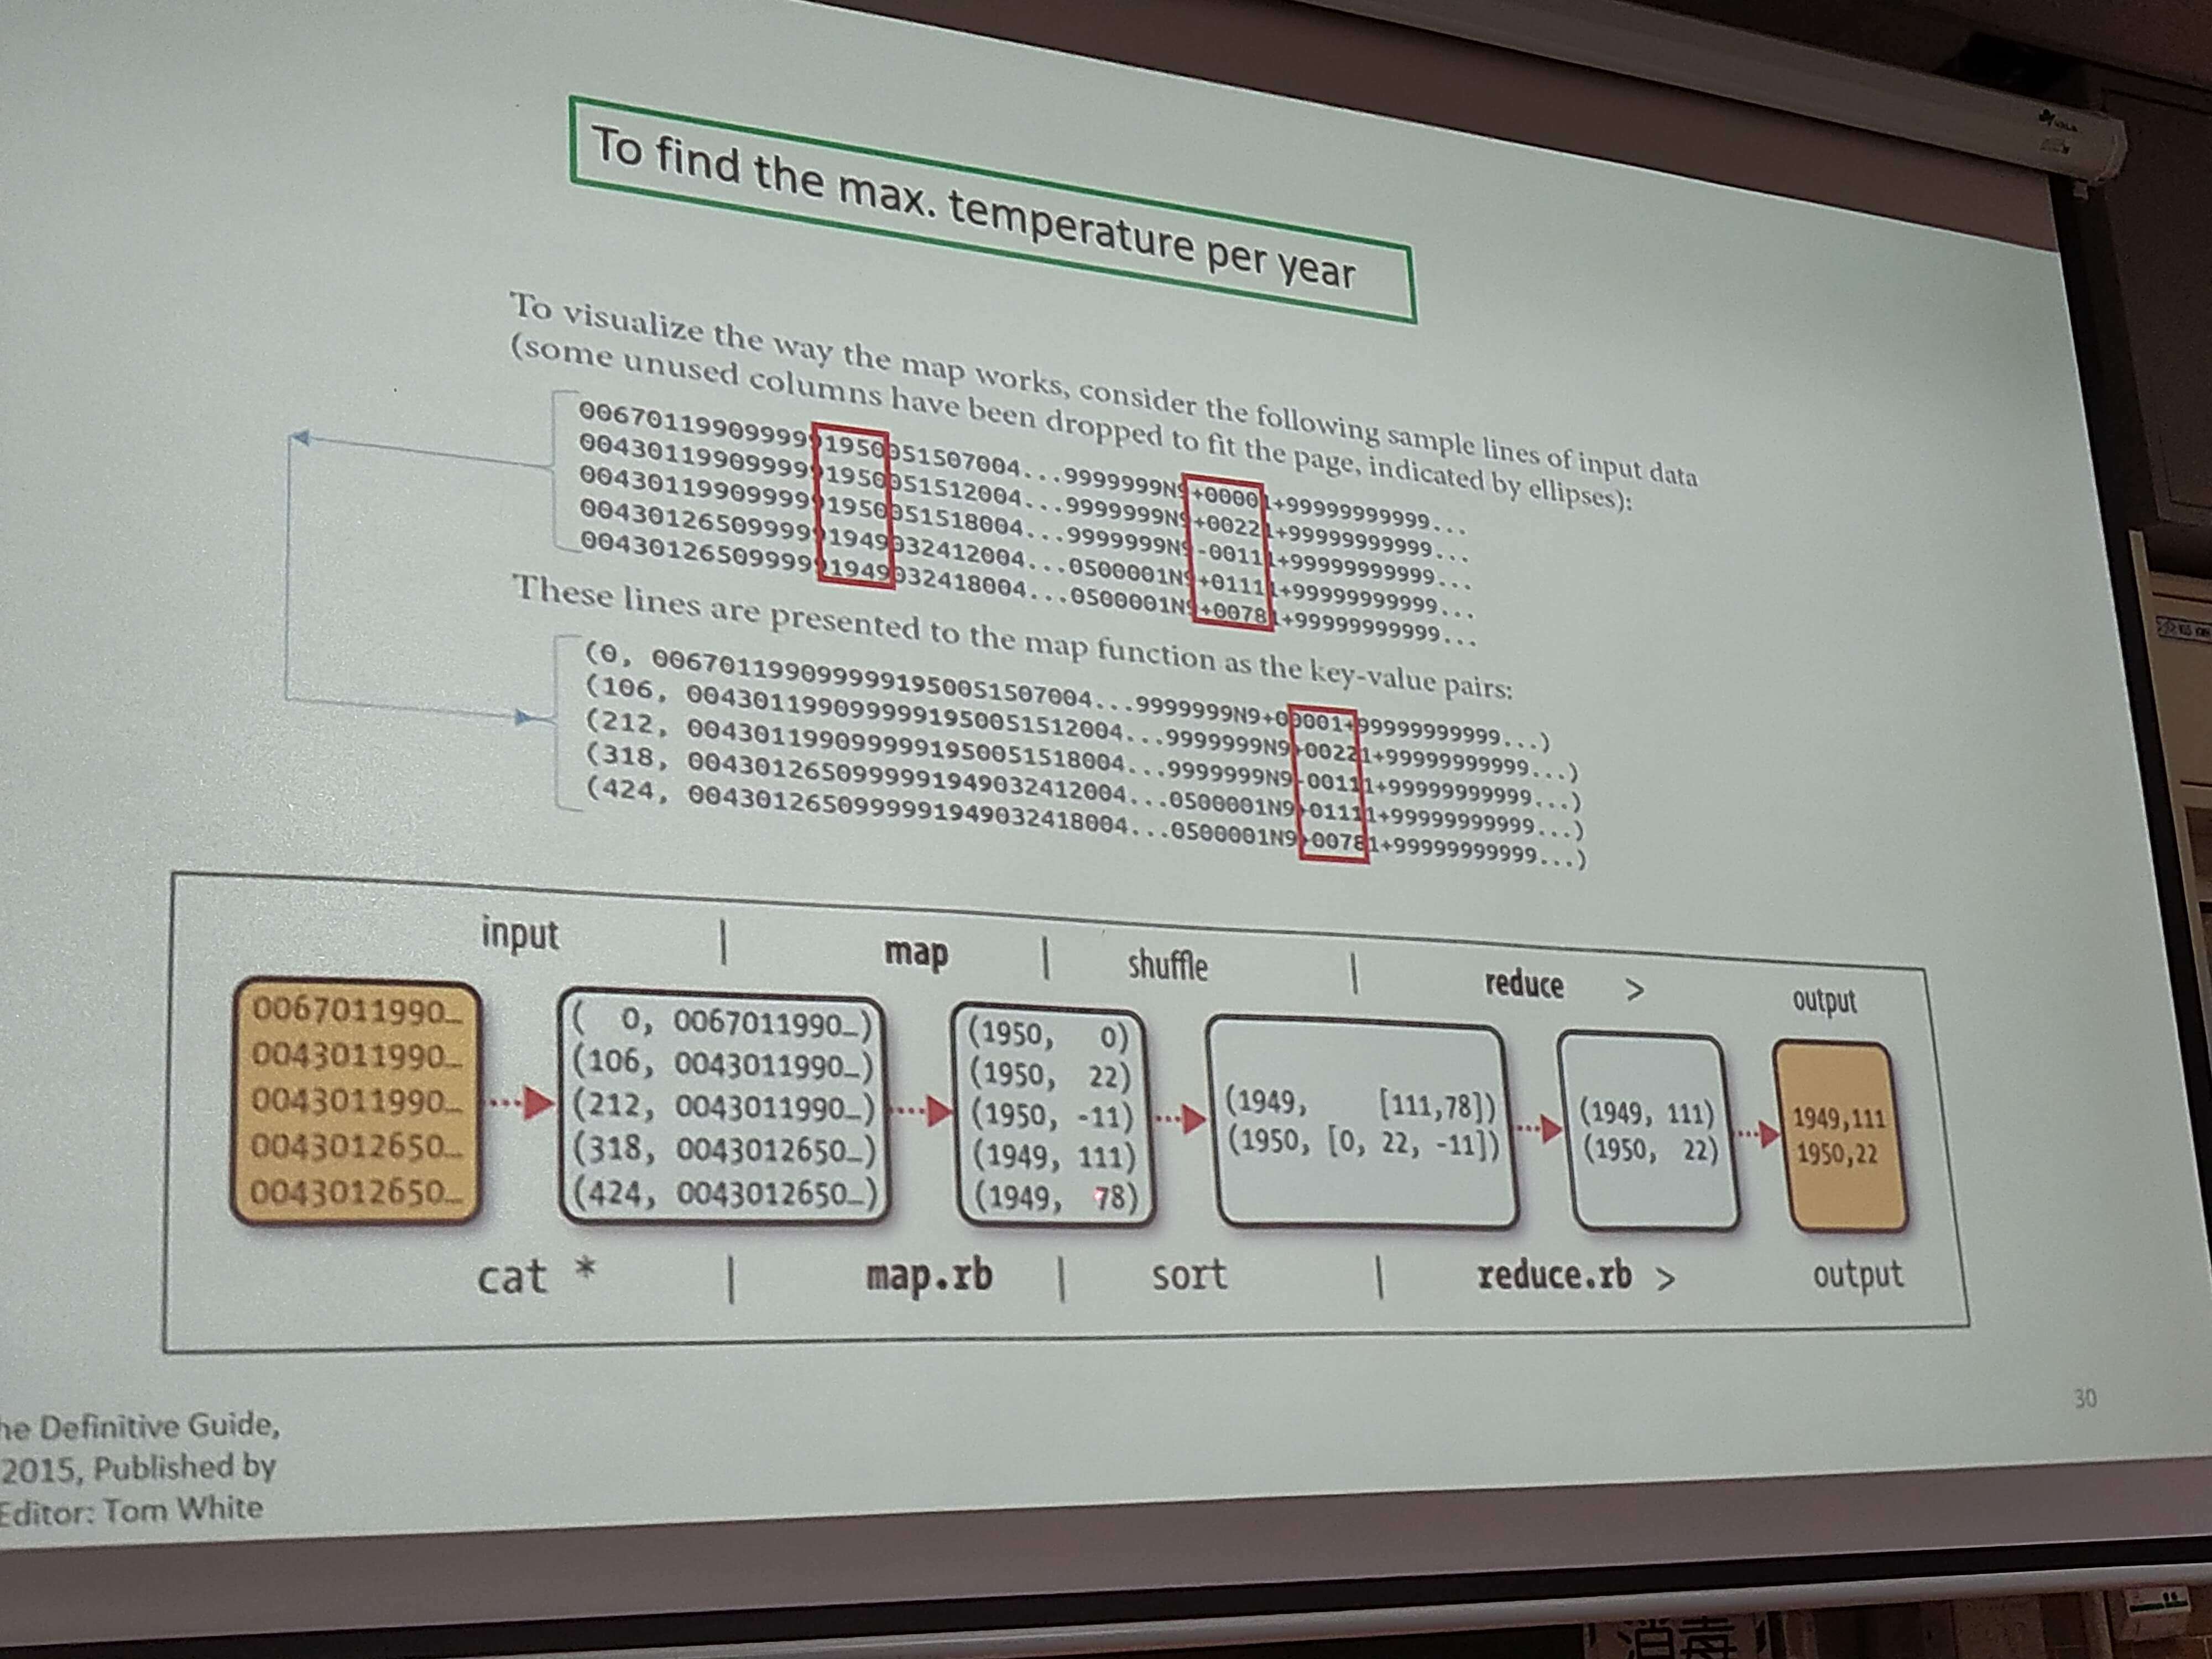 To find the max. temperature per year
To visualize the way the map works, consider the following sample lines of input data
(some unused columns have been dropped to fit the page, indicated by ellipses):
0067011990999991950051507004...9999999N9+00001+99999999999...
0043011990999991950051512004...9999999N9+00221+99999999999...
0043011990999991950051518004...9999999N9-00111+99999999999...
0043012650999991949032412004...0500001N9+01111+99999999999...
0043012650999991949032418004...0500001N9+00781+99999999999...
These lines are presented to the map function as the key-value pairs:
(0, 0067011990999991950051507004...9999999N9+00001+99999999999...)
(106, 0043011990999991950051512004...9999999N9+00221+99999999999...)
(212, 0043011990999991950051518004...9999999N9-00111+99999999999...)
(318, 0043012650999991949032412004...0500001N9+01111+99999999999...)
(424, 0043012650999991949032418004...0500001N9+00781+99999999999...)
input | map | shuffle | reduce > output
0067011990…
0043011990…
0043011990…
0043012650…
0043012650…
( 0, 0067011990…)
(106, 0043011990…)
(212, 0043011990…)
(318, 0043012650…)
(424, 0043012650…)
(1950, 0)
(1950, 22)
(1950, -11)
(1949, 111)
(1949, 78)
(1949, [111,78])
(1950, [0, 22, -11])
(1949, 111)
(1950, 22)
1949,111
1950,22
cat * | map.rb | sort | reduce.rb > output
he Definitive Guide,
2015, Published by
Editor: Tom White
30
消毒